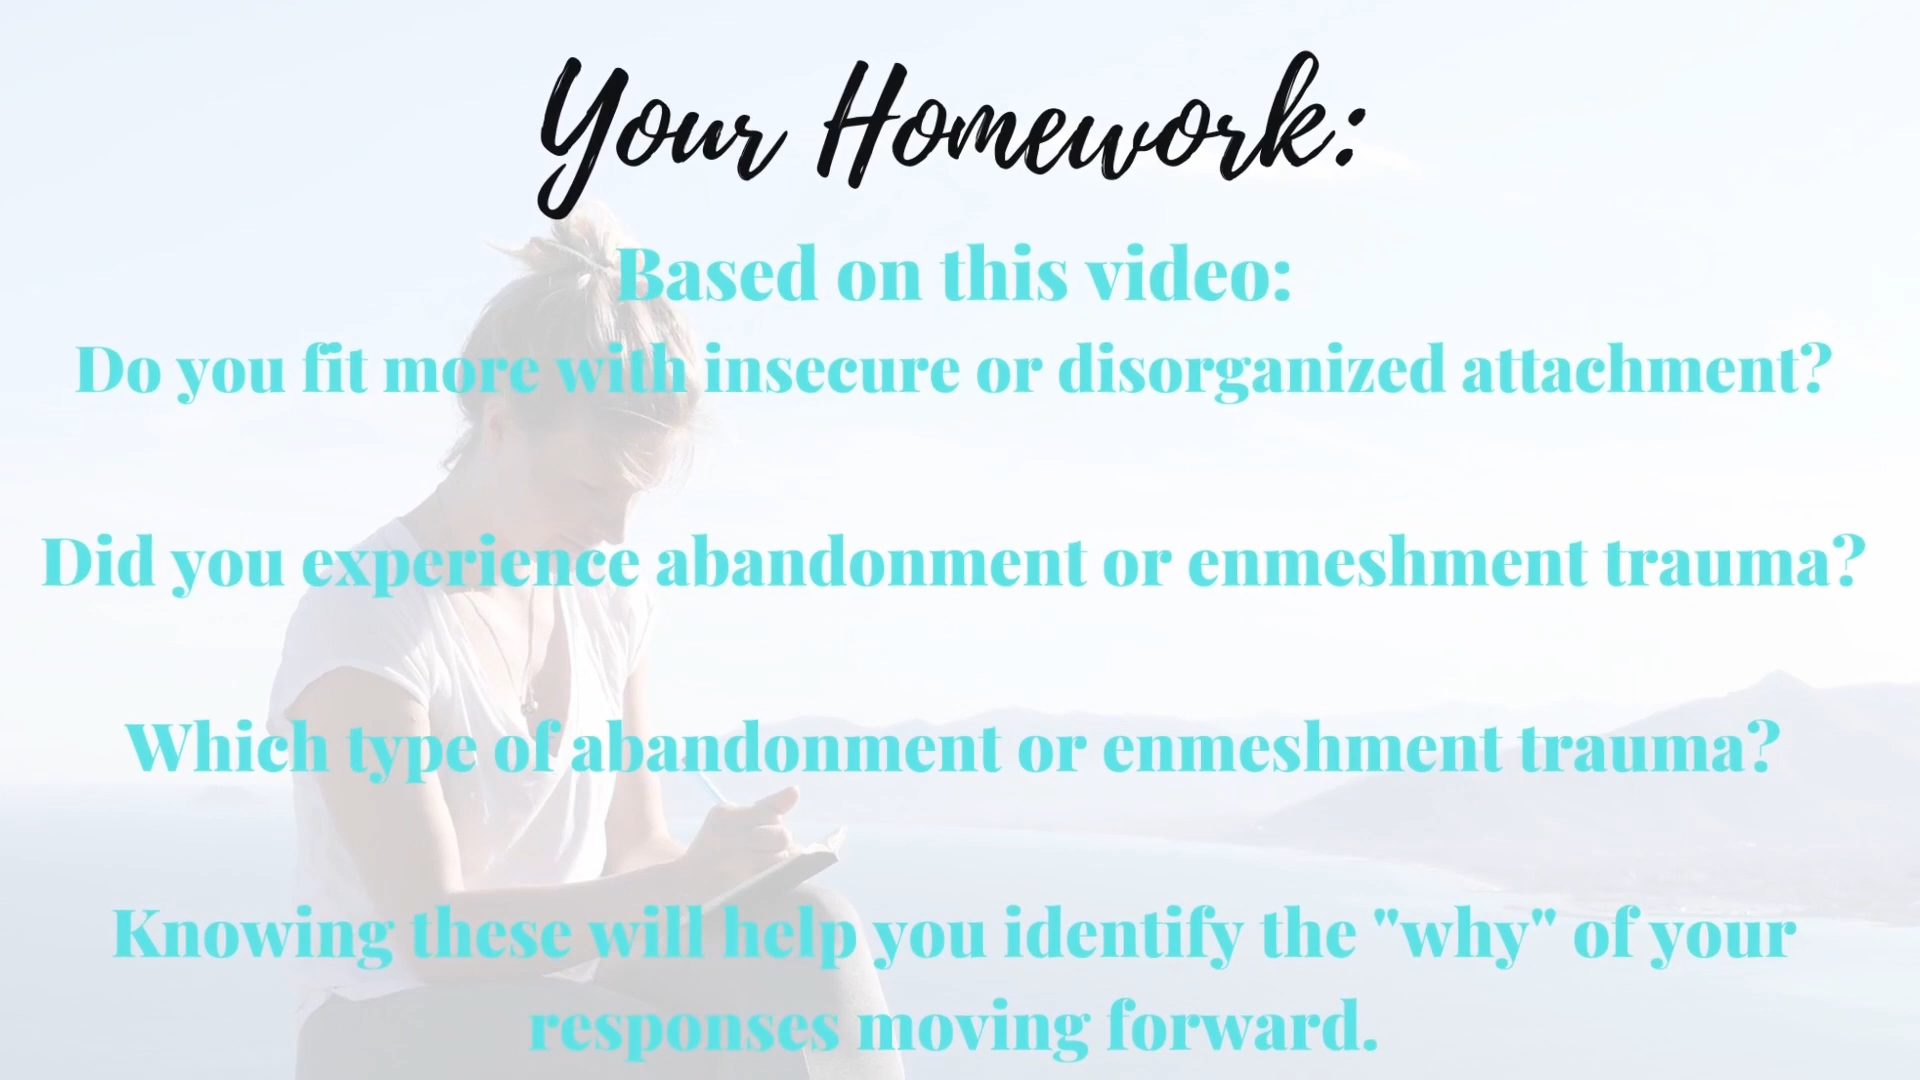 Your Homework:
Based on this video:
Do you fit more with insecure or disorganized attachment?
Did you experience abandonment or enmeshment trauma?
Which type of abandonment or enmeshment trauma?
Knowing these will help you identify the "why" of your
responses moving forward.